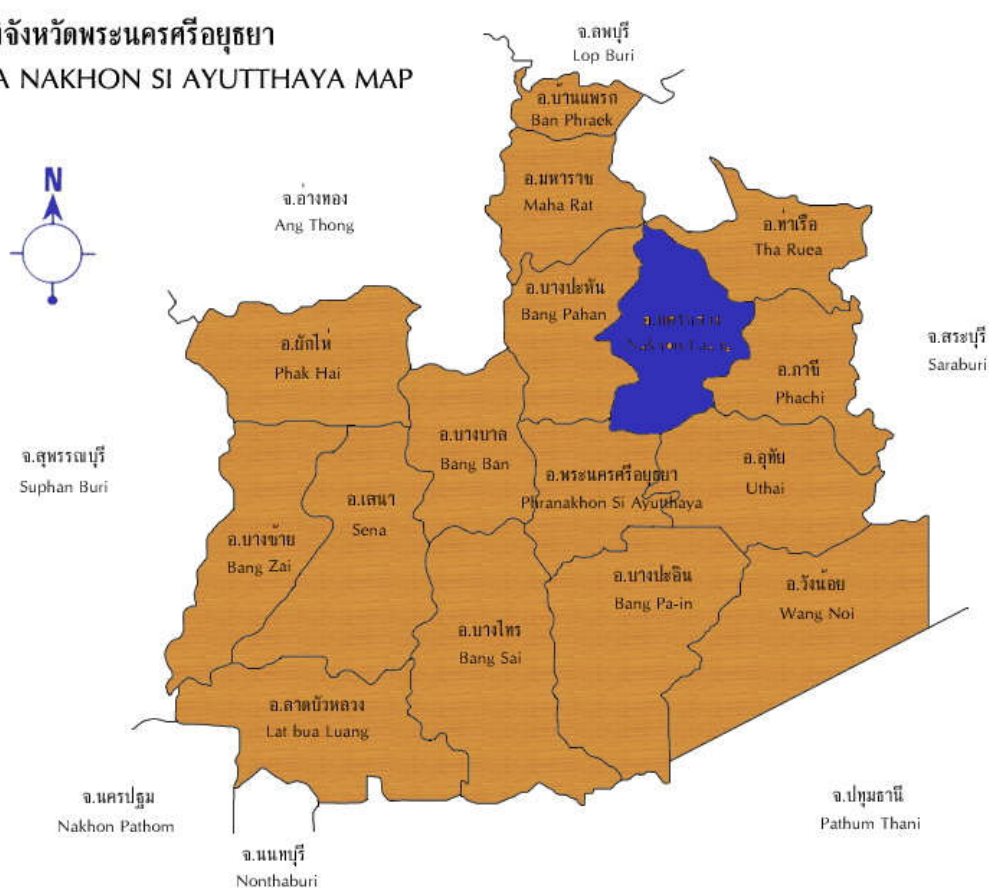 จังหวัดพระนครศรีอยุธยา
A NAKHON SI AYUTTHAYA MAP
จ.ลพบุรี
Lop Buri
อ.บ้านแพรก
Ban Phraek
N
จ.อ่างทอง
Ang Thong
อ.มหาราช
Maha Rat
อ.ท่าเรือ
Tha Ruea
อ.บางปะหัน
Bang Pahan
อ.ผักไห่
Phak Hai
จ.สระบุรี
Saraburi
อ.ภาชี
Phachi
จ.สุพรรณบุรี
Suphan Buri
อ.บางบาล
Bang Ban
อ.พระนครศรีอยุธยา
Phranakhon Si Ayutthaya
อ.อุทัย
Uthai
อ.เสนา
Sena
อ.บางซ้าย
Bang Zai
อ.บางปะอิน
Bang Pa-in
อ.วังน้อย
Wang Noi
อ.บางไทร
Bang Sai
อ.ลาดบัวหลวง
Lat bua Luang
จ.นครปฐม
Nakhon Pathom
จ.ปทุมธานี
Pathum Thani
จ.นนทบุรี
Nonthaburi